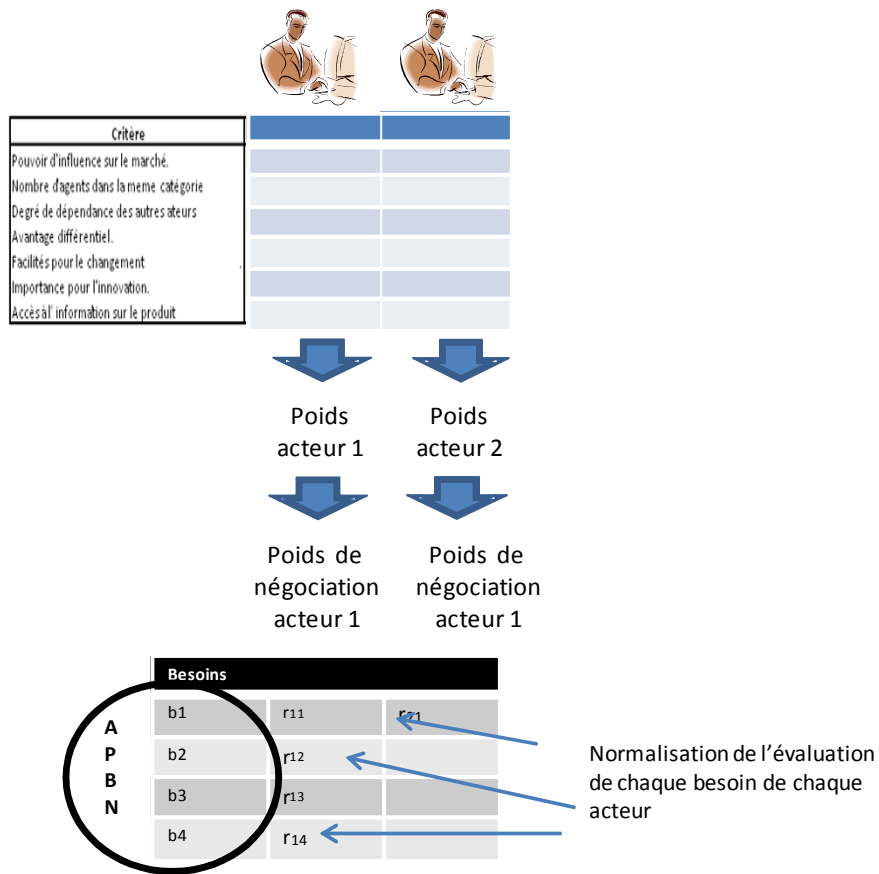 Critère
Pouvoir d'influence sur le marché.
Nombre d'agents dans la meme catégorie
Degré de dépendance des autres ateurs
Avantage différentiel.
Facilités pour le changement .
Importance pour l'innovation.
Accès à l' information sur le produit
Poids
acteur 1
Poids
acteur 2
Poids de
négociation
acteur 1
Poids de
négociation
acteur 1
Besoins
A
P
B
N
b1 r11 r21
b2 r12
b3 r13
b4 r14
Normalisation de l’évaluation
de chaque besoin de chaque
acteur